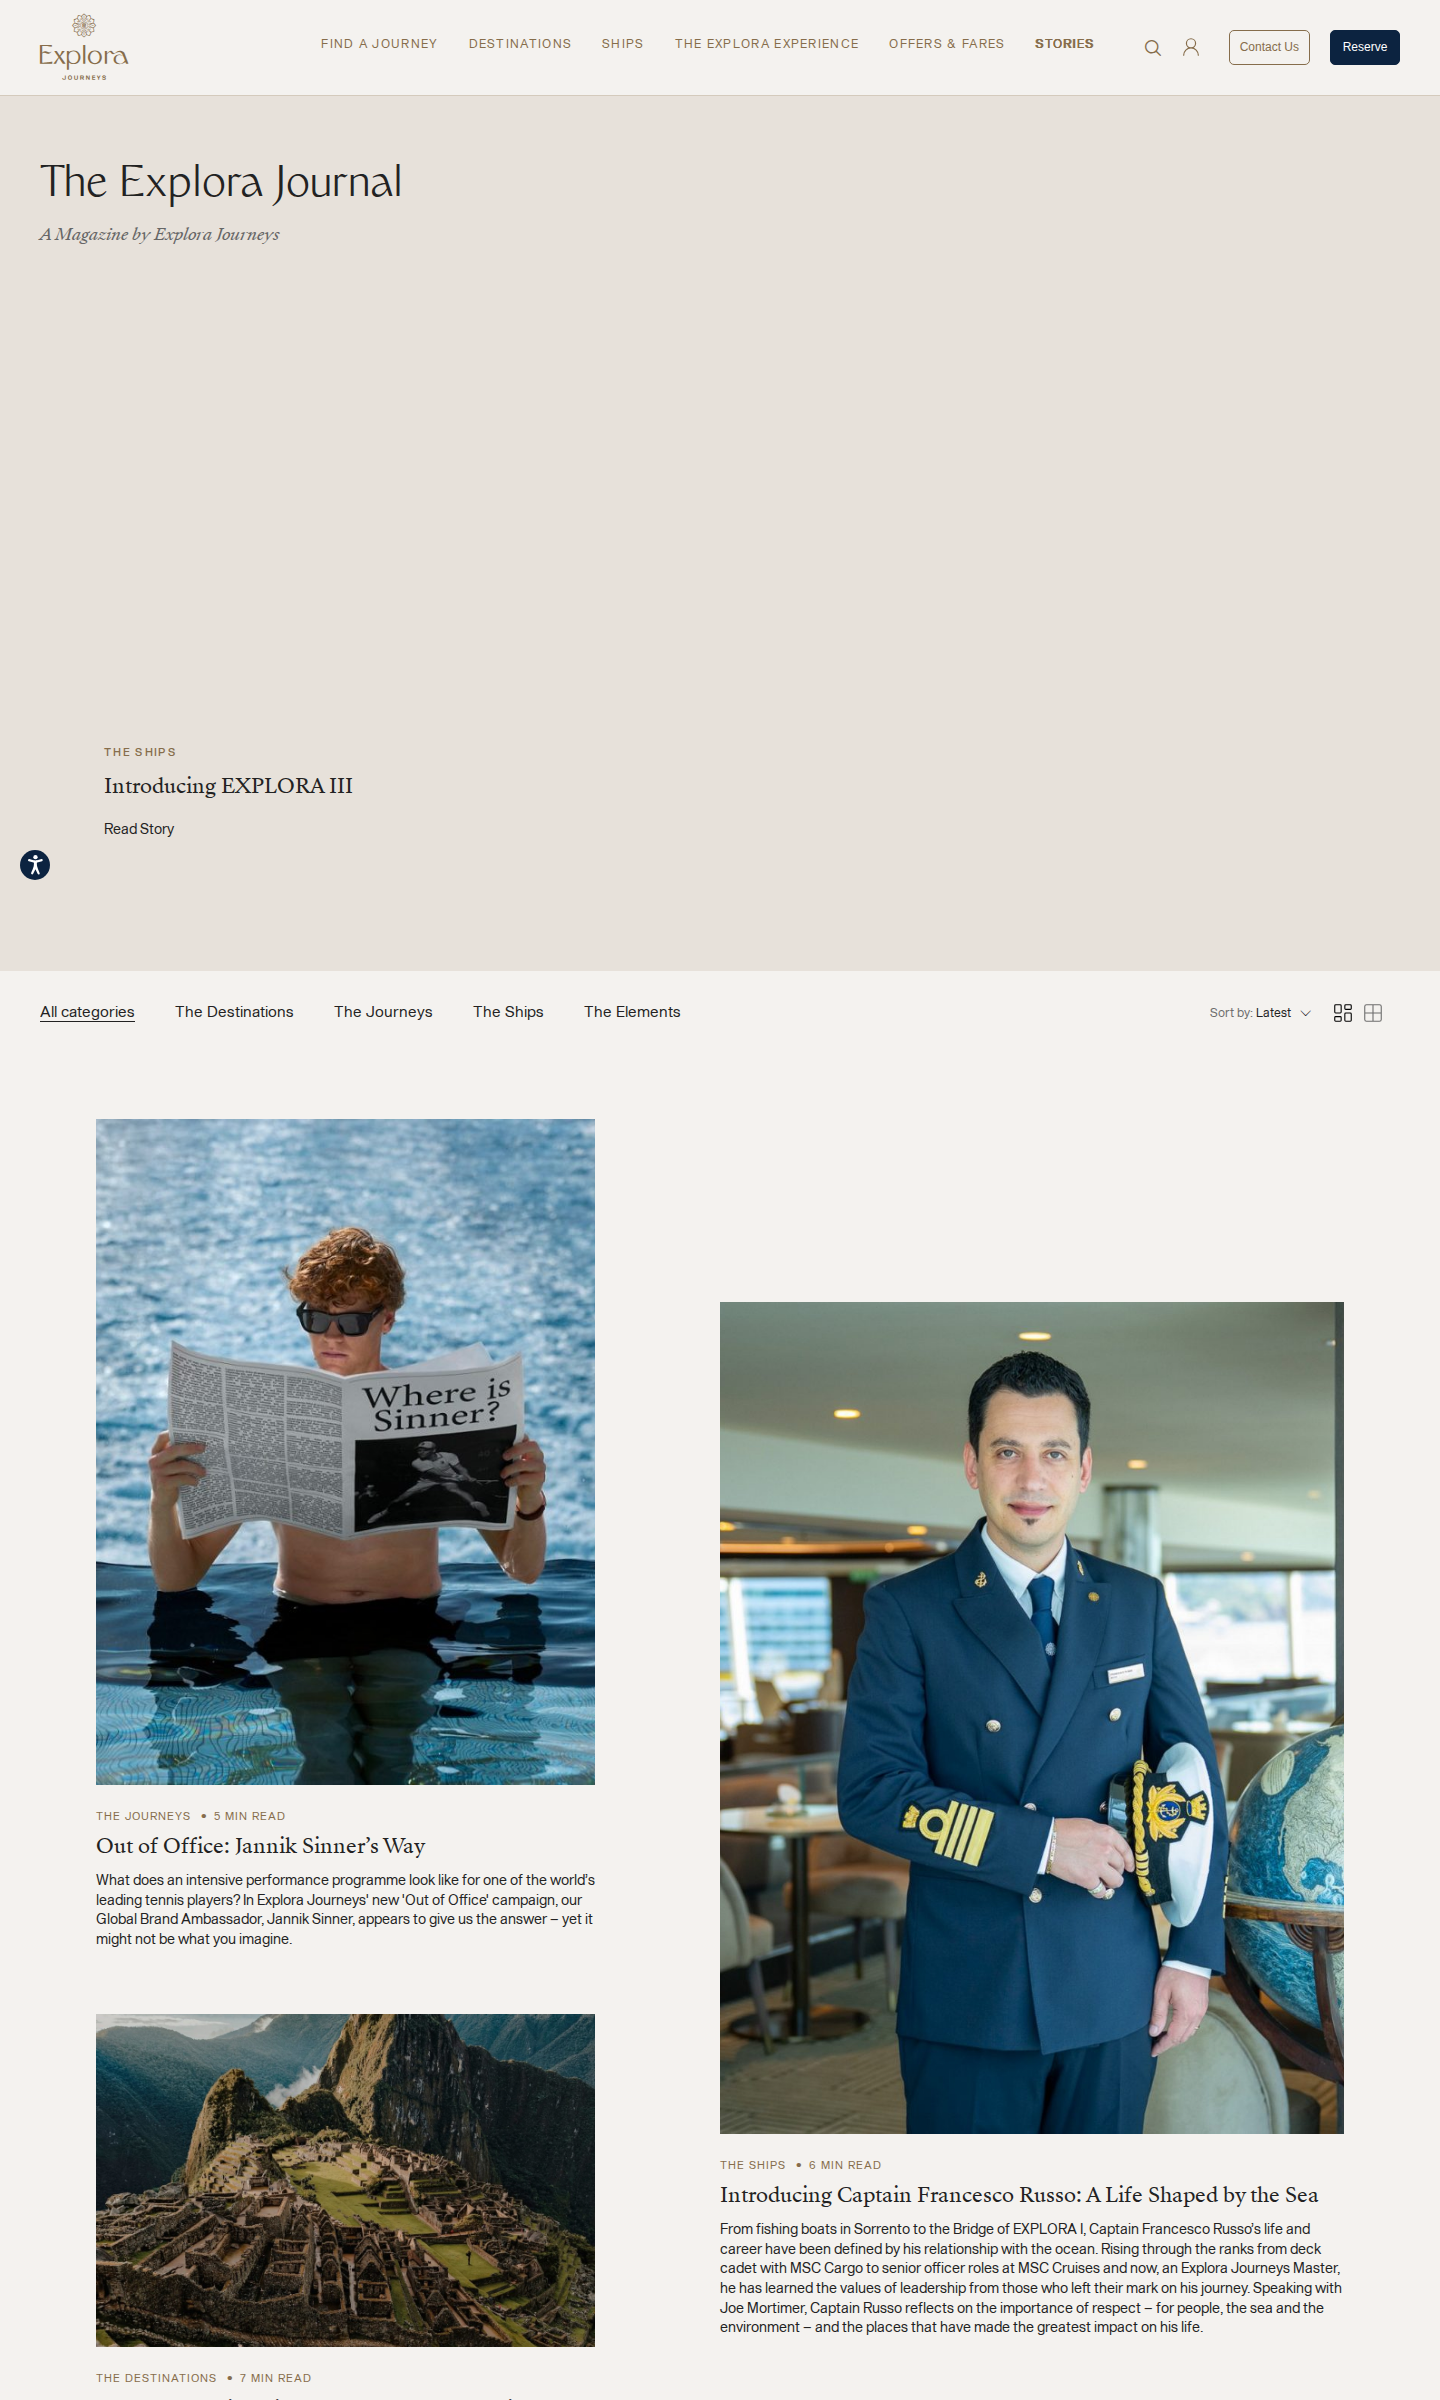 Explora
JOURNEYS
FIND A JOURNEY
DESTINATIONS
SHIPS
THE EXPLORA EXPERIENCE
OFFERS & FARES
STORIES
Contact Us
Reserve
The Explora Journal
A Magazine by Explora Journeys
THE SHIPS
Introducing EXPLORA III
Read Story
All categories
The Destinations
The Journeys
The Ships
The Elements
Sort by: Latest
Where is
Sinner?
THE JOURNEYS • 5 MIN READ
Out of Office: Jannik Sinner’s Way
What does an intensive performance programme look like for one of the world’s
leading tennis players? In Explora Journeys' new 'Out of Office' campaign, our
Global Brand Ambassador, Jannik Sinner, appears to give us the answer – yet it
might not be what you imagine.
THE SHIPS • 6 MIN READ
Introducing Captain Francesco Russo: A Life Shaped by the Sea
From fishing boats in Sorrento to the Bridge of EXPLORA I, Captain Francesco Russo’s life and
career have been defined by his relationship with the ocean. Rising through the ranks from deck
cadet with MSC Cargo to senior officer roles at MSC Cruises and now, an Explora Journeys Master,
he has learned the values of leadership from those who left their mark on his journey. Speaking with
Joe Mortimer, Captain Russo reflects on the importance of respect – for people, the sea and the
environment – and the places that have made the greatest impact on his life.
THE DESTINATIONS • 7 MIN READ